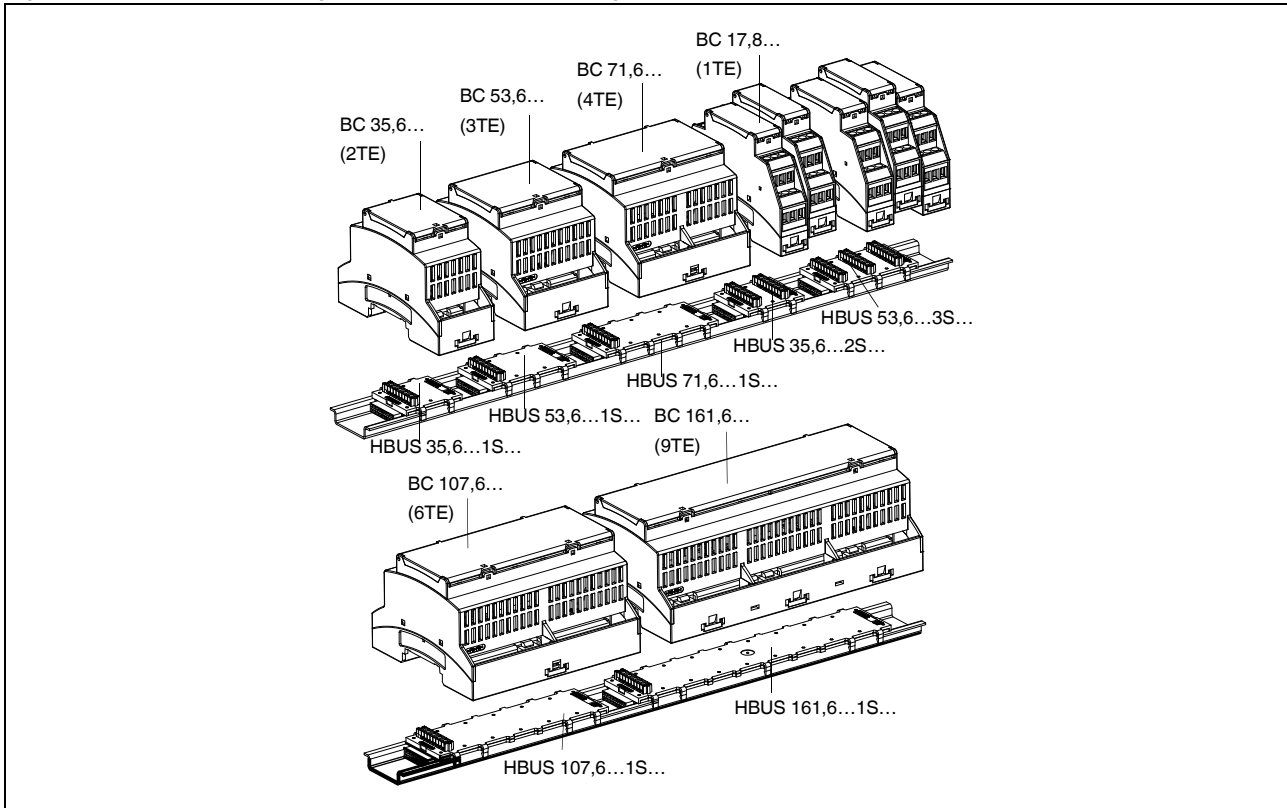 BC 17,8…
(1TE)
BC 71,6…
(4TE)
BC 53,6…
(3TE)
BC 35,6…
(2TE)
HBUS 53,6…3S…
HBUS 35,6…2S…
HBUS 71,6…1S…
HBUS 53,6…1S…
HBUS 35,6…1S…
BC 161,6…
(9TE)
BC 107,6…
(6TE)
HBUS 161,6…1S…
HBUS 107,6…1S…